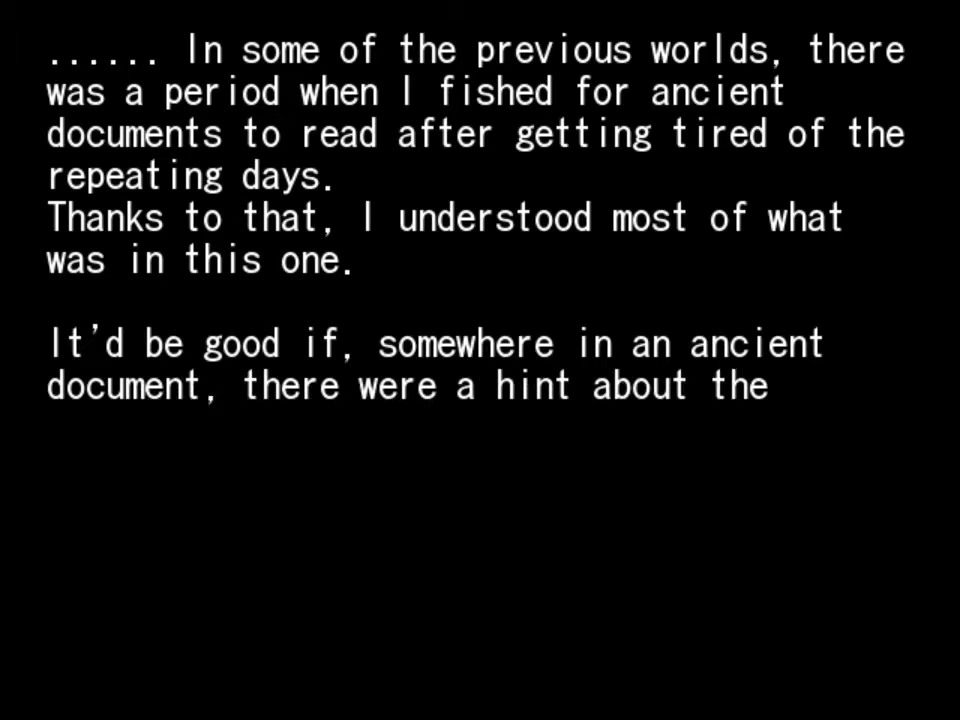 ...... In some of the previous worlds, there
was a period when I fished for ancient
documents to read after getting tired of the
repeating days.
Thanks to that, I understood most of what
was in this one.
It'd be good if, somewhere in an ancient
document, there were a hint about the